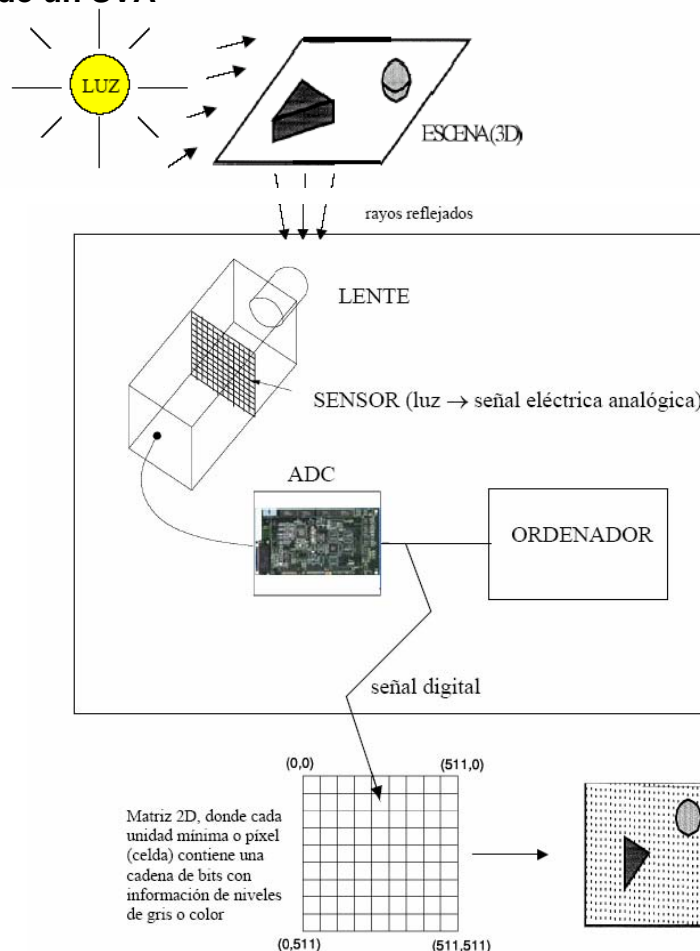 de un SVA
LUZ
ESCENA(3D)
rayos reflejados
LENTE
SENSOR (luz → señal eléctrica analógica)
ADC
ORDENADOR
señal digital
(0,0)
(511,0)
Matriz 2D, donde cada
unidad mínima o píxel
(celda) contiene una
cadena de bits con
información de niveles
de gris o color
(0,511)
(511,511)